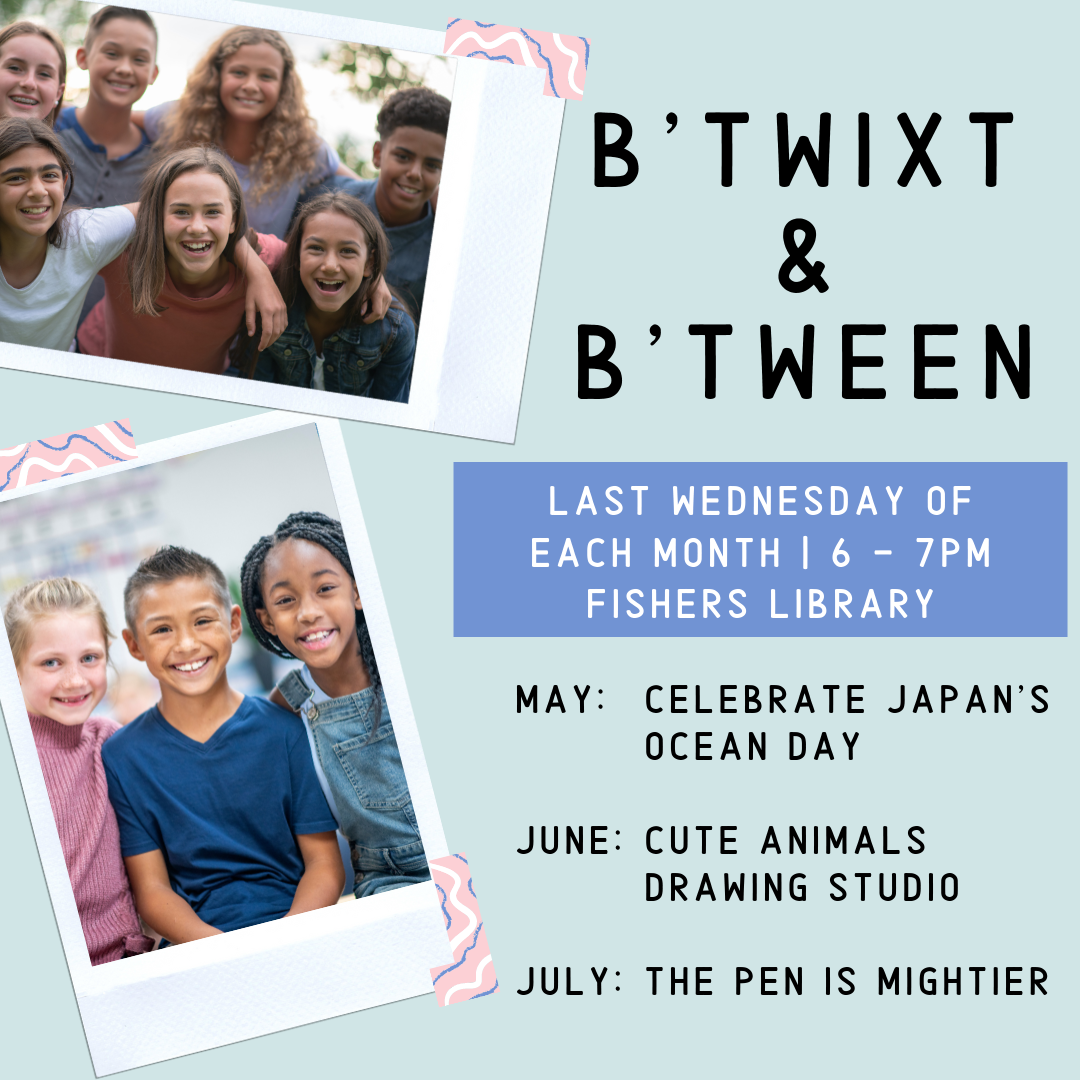 B'TWIXT
&
B'TWEEN
LAST WEDNESDAY OF
EACH MONTH | 6 - 7PM
FISHERS LIBRARY
MAY: CELEBRATE JAPAN'S
OCEAN DAY
JUNE: CUTE ANIMALS
DRAWING STUDIO
JULY: THE PEN IS MIGHTIER